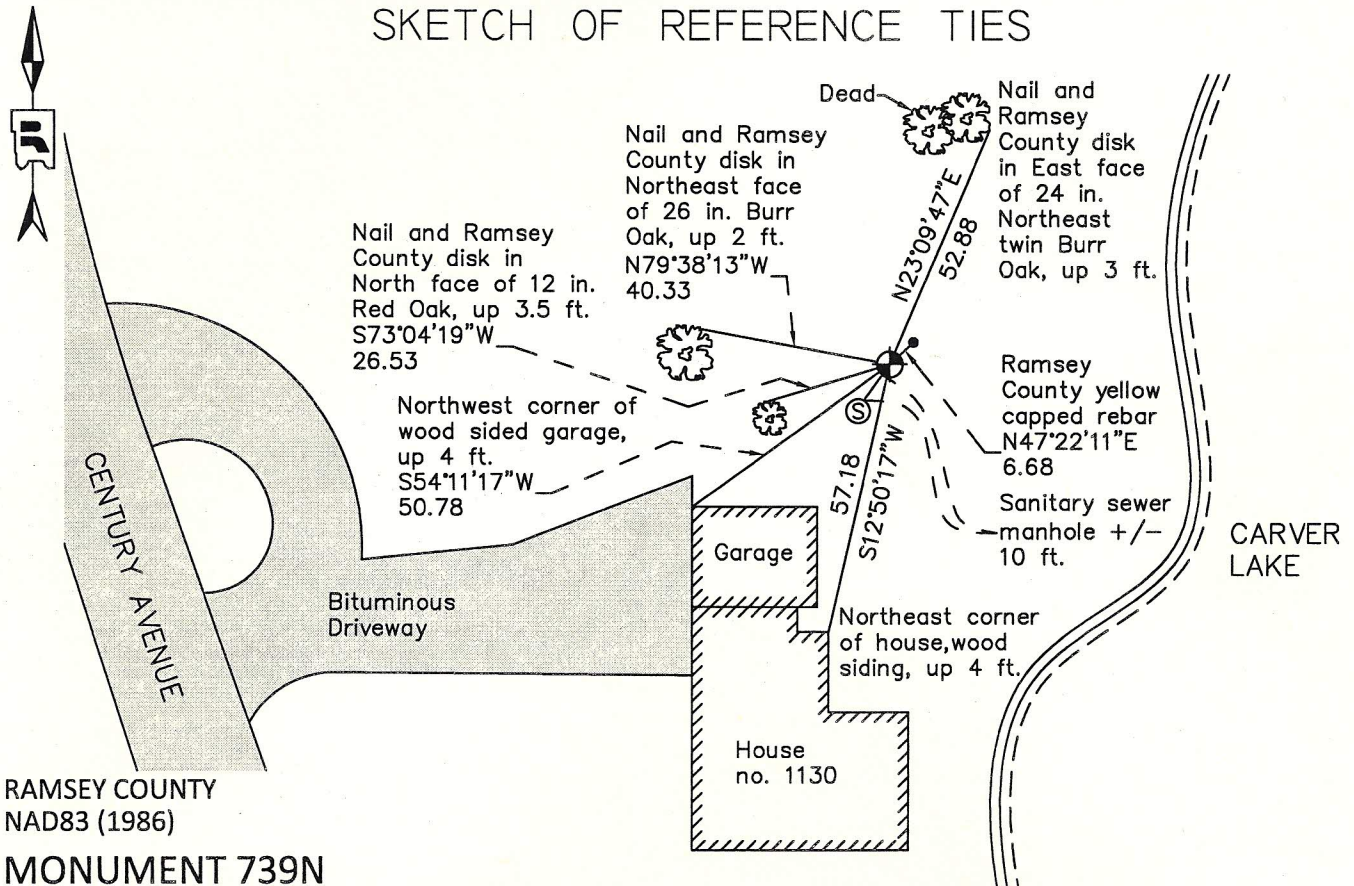 SKETCH OF REFERENCE TIES
Dead
Nail and
Ramsey
County disk
in East face
of 24 in.
Northeast
twin Burr
Oak, up 3 ft.
N23°09'47"E
52.88
Nail and Ramsey
County disk in
Northeast face
of 26 in. Burr
Oak, up 2 ft.
N79°38'13"W
40.33
Nail and Ramsey
County disk in
North face of 12 in.
Red Oak, up 3.5 ft.
S73°04'19"W
26.53
Northwest corner of
wood sided garage,
up 4 ft.
S54°11'17"W
50.78
S
Ramsey
County yellow
capped rebar
N47°22'11"E
6.68
Sanitary sewer
manhole +/-
10 ft.
57.18
S12°50'17"W
CARVER
LAKE
Garage
CENTURY AVENUE
Bituminous
Driveway
Northeast corner
of house,wood
siding, up 4 ft.
House
no. 1130
RAMSEY COUNTY
NAD83 (1986)
MONUMENT 739N
R